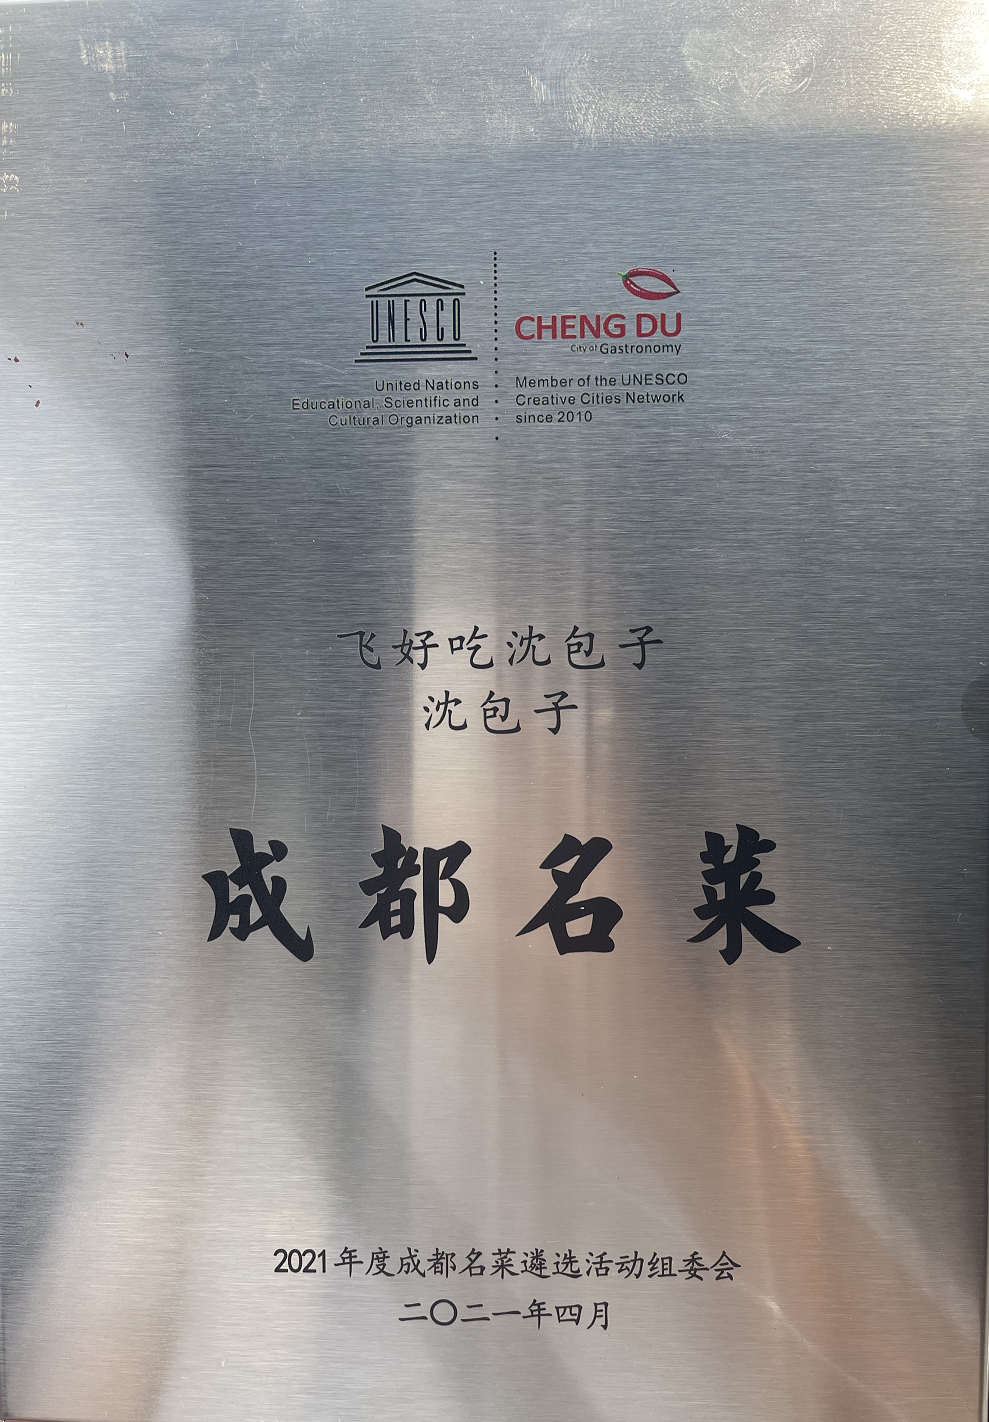 UNESCO
United Nations
Educational, Scientific and
Cultural Organization
CHENG DU
City of Gastronomy
Member of the UNESCO
Creative Cities Network
since 2010
飞好吃沈包子
沈包子
成都名菜
2021年度成都名菜遴选活动组委会
二〇二一年四月